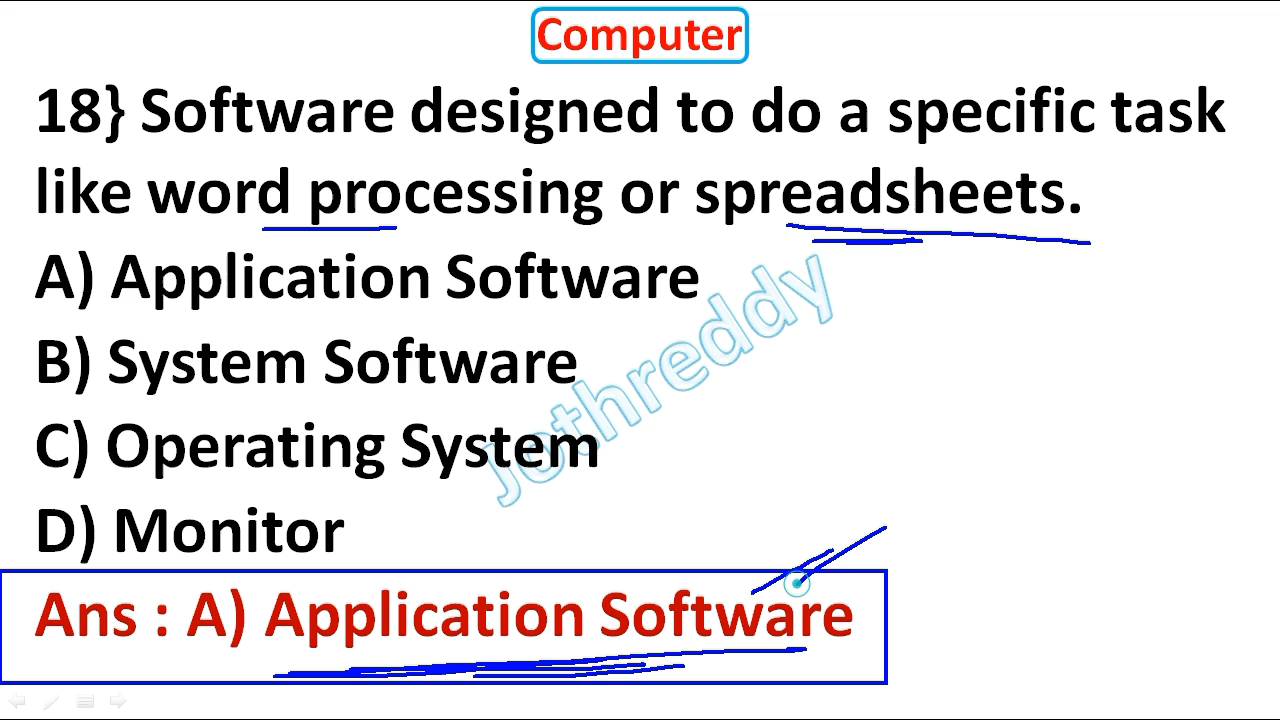 Computer
18} Software designed to do a specific task
like word processing or spreadsheets.
A) Application Software
B) System Software
C) Operating System
D) Monitor
Jothreddy
Ans : A) Application Software